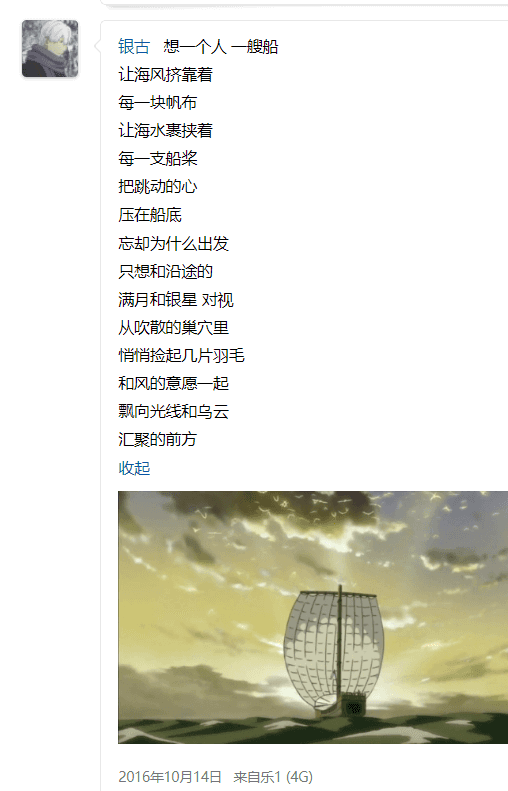 银古 想一个人 一艘船
让海风挤靠着
每一块帆布
让海水裹挟着
每一支船桨
把跳动的心
压在船底
忘却为什么出发
只想和沿途的
满月和银星 对视
从吹散的巢穴里
悄悄捡起几片羽毛
和风的意愿一起
飘向光线和乌云
汇聚的前方
收起
2016年10月14日 来自乐1 (4G)